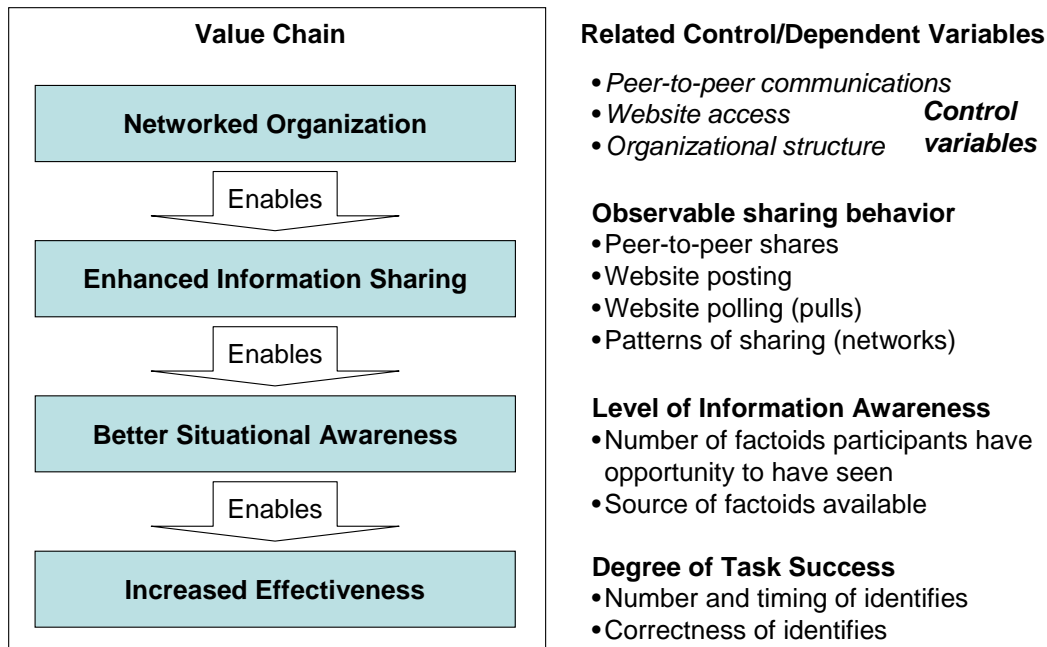 Value Chain
Networked Organization
Enables
Enhanced Information Sharing
Enables
Better Situational Awareness
Enables
Increased Effectiveness
Related Control/Dependent Variables
•Peer-to-peer communications
•Website access
•Organizational structure
Control
variables
Observable sharing behavior
•Peer-to-peer shares
•Website posting
•Website polling (pulls)
•Patterns of sharing (networks)
Level of Information Awareness
•Number of factoids participants have
opportunity to have seen
•Source of factoids available
Degree of Task Success
•Number and timing of identifies
•Correctness of identifies